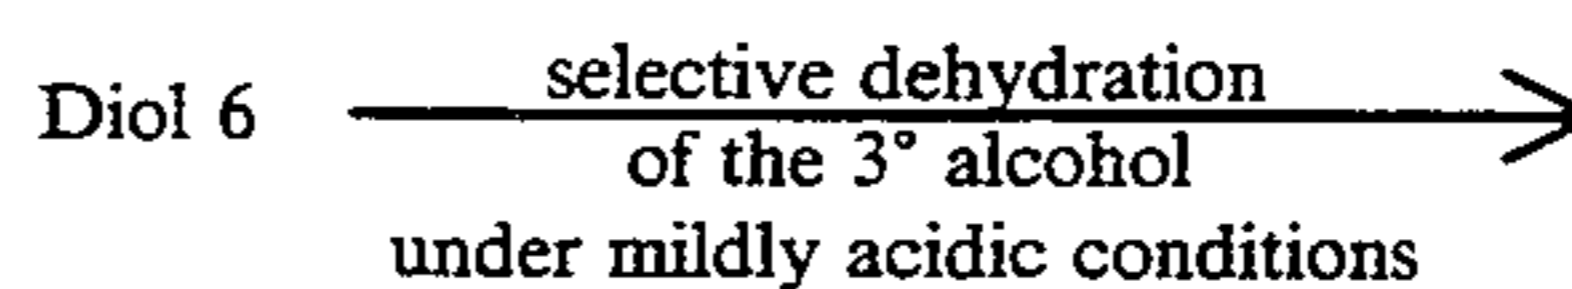 Diol 6
selective dehydration
of the 3° alcohol
under mildly acidic conditions